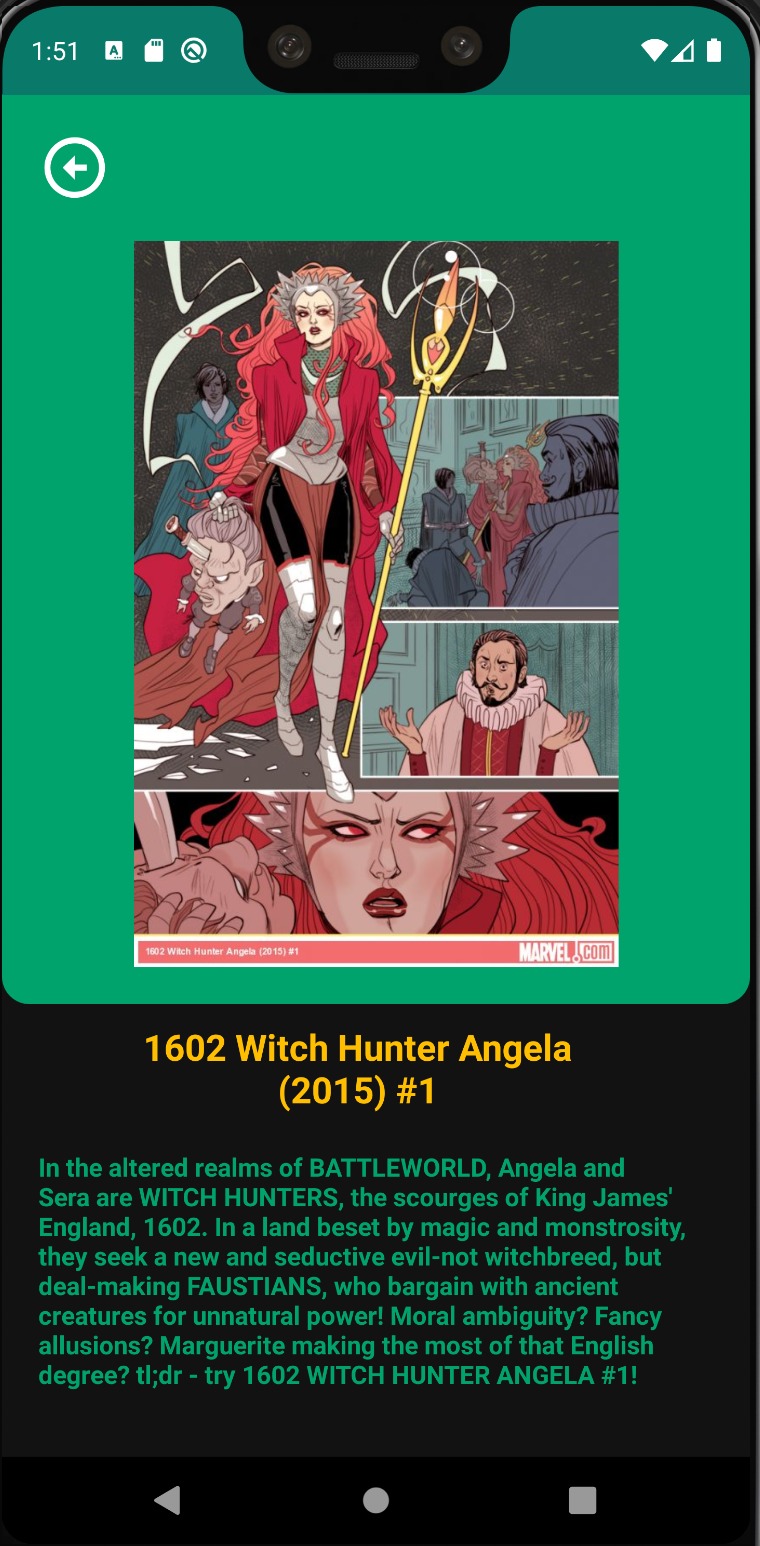 1:51
1602 Witch Hunter Angela (2015) #1
MARVEL.com
1602 Witch Hunter Angela
(2015) #1
In the altered realms of BATTLEWORLD, Angela and
Sera are WITCH HUNTERS, the scourges of King James'
England, 1602. In a land beset by magic and monstrosity,
they seek a new and seductive evil-not witchbreed, but
deal-making FAUSTIANS, who bargain with ancient
creatures for unnatural power! Moral ambiguity? Fancy
allusions? Marguerite making the most of that English
degree? tl;dr - try 1602 WITCH HUNTER ANGELA #1!